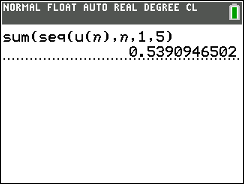 NORMAL FLOAT AUTO REAL DEGREE CL
sum(seq(u(n),n,1,5)
0.5390946502